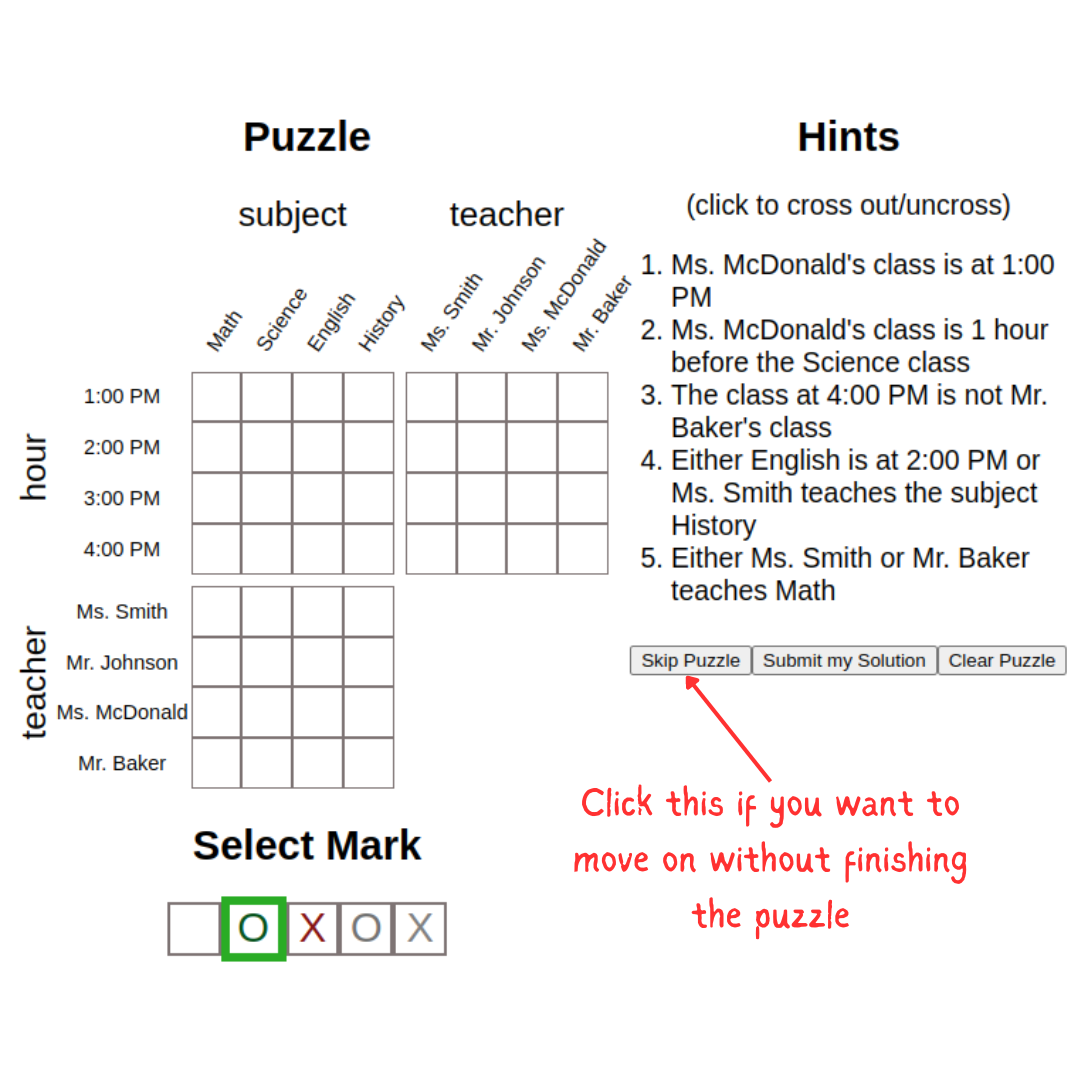 Puzzle
subject
teacher
Math
Science
English
History
Ms. Smith
Mr. Johnson
Ms. McDonald
Mr. Baker
hour
1:00 PM
2:00 PM
3:00 PM
4:00 PM
teacher
Ms. Smith
Mr. Johnson
Ms. McDonald
Mr. Baker
Select Mark
O X O X
Hints
(click to cross out/uncross)
1. Ms. McDonald's class is at 1:00
PM
2. Ms. McDonald's class is 1 hour
before the Science class
3. The class at 4:00 PM is not Mr.
Baker's class
4. Either English is at 2:00 PM or
Ms. Smith teaches the subject
History
5. Either Ms. Smith or Mr. Baker
teaches Math
Skip Puzzle Submit my Solution Clear Puzzle
Click this if you want to
move on without finishing
the puzzle